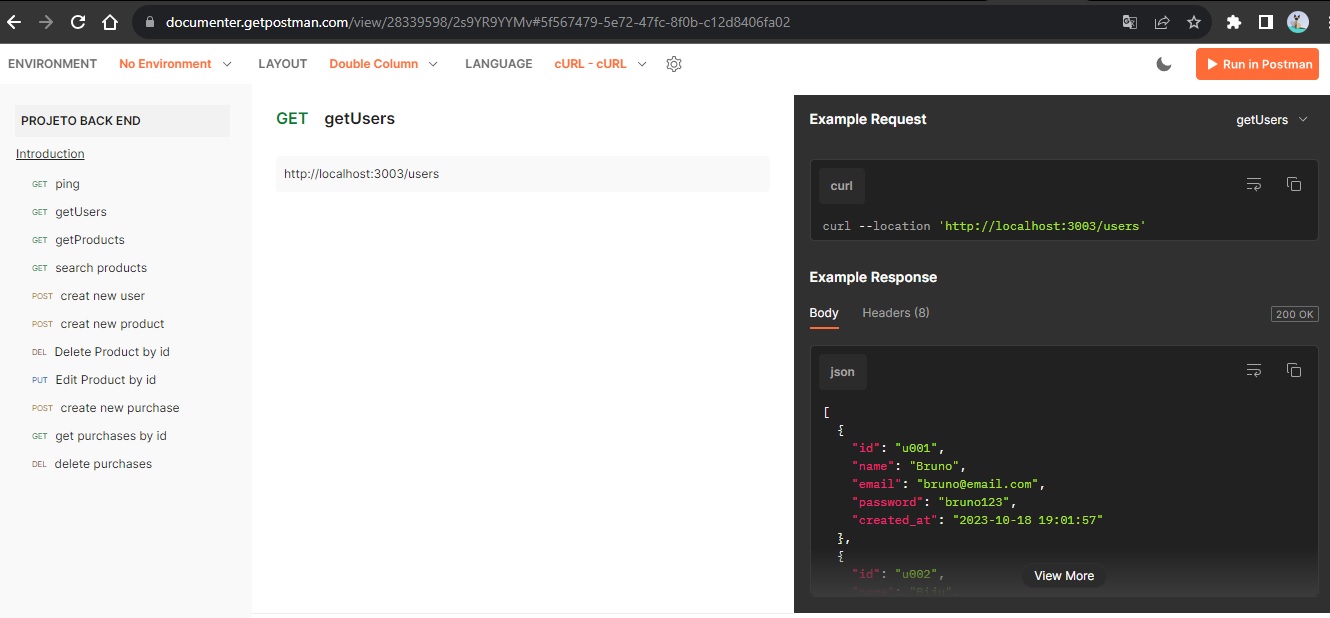 documenter.getpostman.com/view/28339598/2s9YR9YYMv#5f567479-5e72-47fc-8f0b-c12d8406fa02
ENVIRONMENT No Environment LAYOUT Double Column LANGUAGE cURL - cURL Run in Postman
PROJETO BACK END
Introduction
GET ping
GET getUsers
GET getProducts
GET search products
POST creat new user
POST creat new product
DEL Delete Product by id
PUT Edit Product by id
POST create new purchase
GET get purchases by id
DEL delete purchases
GET getUsers
http://localhost:3003/users
Example Request getUsers
curl
curl --location 'http://localhost:3003/users'
Example Response
Body Headers (8) 200 OK
json
[
{
"id": "u001",
"name": "Bruno",
"email": "bruno@email.com",
"password": "bruno123",
"created_at": "2023-10-18 19:01:57"
},
{
"id": "u002",
View More